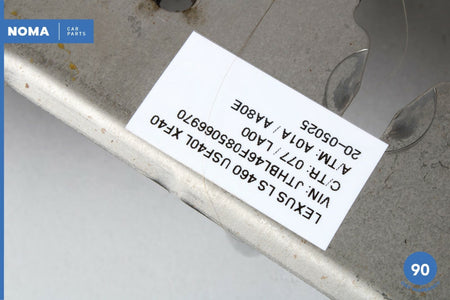 NOMA
CAR
PARTS
LEXUS LS 460 USF40L XF40
VIN: JTHBL46F085066970
C/TR: 077 / LA00
A/TM: A01A / AA80E
20-05025
90